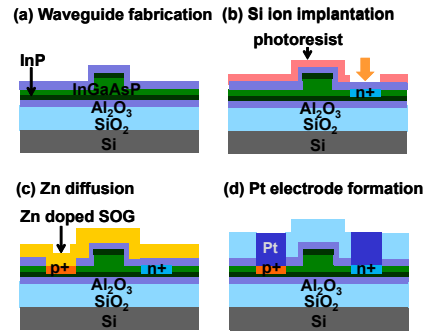 (a) Waveguide fabrication
InP
InGaAsP
Al2O3
SiO2
Si
(b) Si ion implantation
photoresist
n+
Al2O3
SiO2
Si
(c) Zn diffusion
Zn doped SOG
p+ n+
Al2O3
SiO2
Si
(d) Pt electrode formation
Pt
p+ n+
Al2O3
SiO2
Si